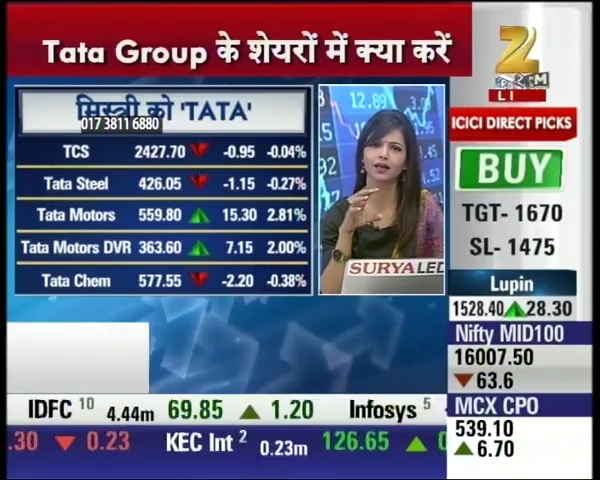 Tata Group के शेयरों में क्या करें
LI
मिस्त्री को 'TATA'
017 3811 6880
TCS 2427.70 -0.95 -0.04%
Tata Steel 426.05 -1.15 -0.27%
Tata Motors 559.80 15.30 2.81%
Tata Motors DVR 363.60 7.15 2.00%
Tata Chem 577.55 -2.20 -0.38%
SURYA LED
ICICI DIRECT PICKS
BUY
TGT- 1670
SL- 1475
Lupin
1528.40 28.30
Nifty MID100
16007.50
63.6
MCX CPO
539.10
6.70
IDFC 10 4.44m 69.85 1.20 Infosys 5
.30 0.23 KEC Int 2 0.23m 126.65 0